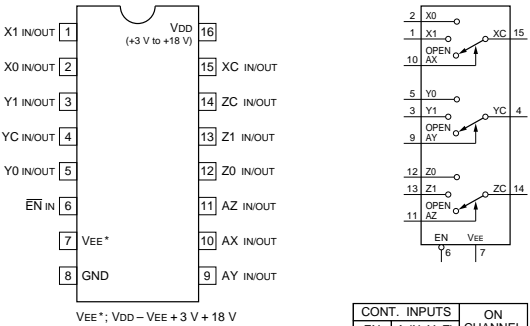 X1 IN/OUT 1
X0 IN/OUT 2
Y1 IN/OUT 3
YC IN/OUT 4
Y0 IN/OUT 5
EN IN 6
7 VEE*
8 GND
VDD 16
(+3 V to +18 V)
15 XC IN/OUT
14 ZC IN/OUT
13 Z1 IN/OUT
12 Z0 IN/OUT
11 AZ IN/OUT
10 AX IN/OUT
9 AY IN/OUT
VEE*; VDD – VEE + 3 V + 18 V
2 X0
1 X1 XC 15
OPEN
10 AX
5 Y0
3 Y1 YC 4
OPEN
9 AY
12 Z0
13 Z1 ZC 14
OPEN
11 AZ
EN VEE
6 7
CONT. INPUTS ON
CHANNEL